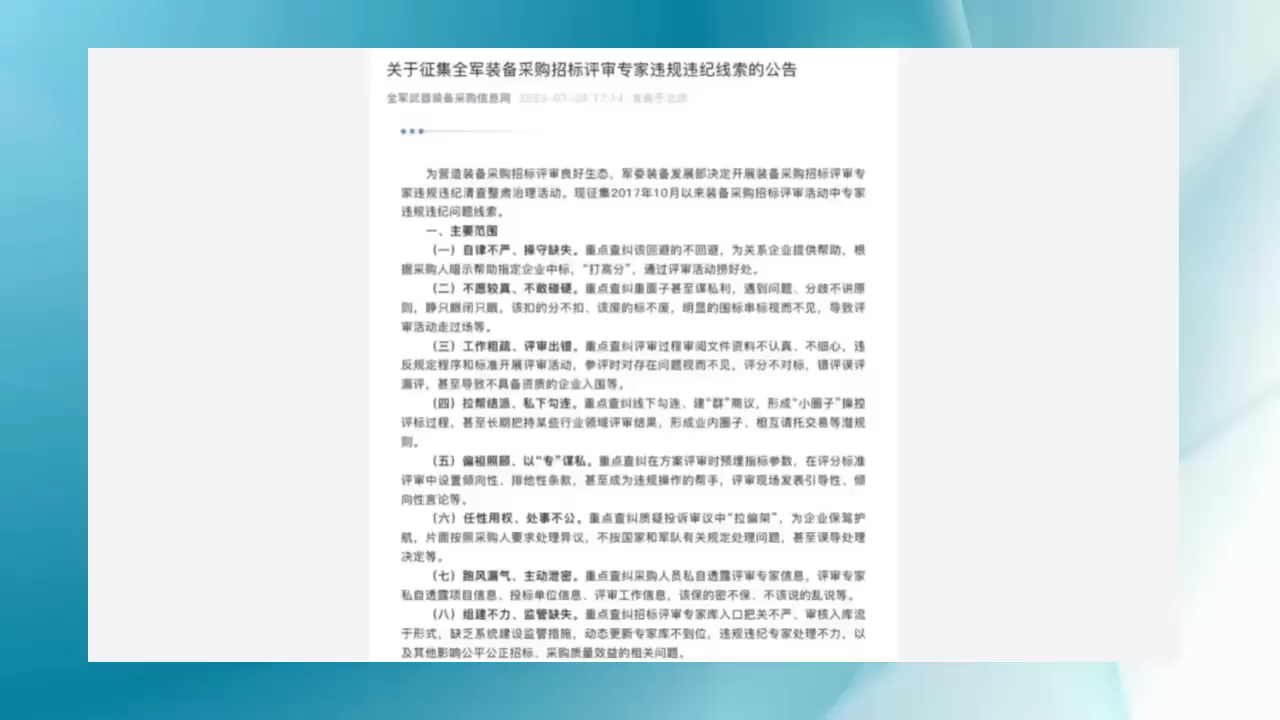 关于征集全军装备采购招标评审专家违规违纪线索的公告
全军武器装备采购信息网 2023-07-26 17:14
为营造装备采购招标评审良好生态，军委装备发展部决定开展装备采购招标评审专
家违规违纪清查整肃治理活动。现征集2017年10月以来装备采购招标评审活动中专家
违规违纪问题线索。
一、主要范围
（一）自律不严、操守缺失。重点查纠该回避的不回避，为关系企业提供帮助，根
据采购人暗示帮助指定企业中标，“打高分”，通过评审活动捞好处。
（二）不愿较真、不敢碰硬。重点查纠重面子甚至谋私利，遇到问题、分歧不讲原
则，睁只眼闭只眼，该扣的分不扣、该废的标不废，明显的围标串标视而不见，导致评
审活动走过场等。
（三）工作粗疏、评审出错。重点查纠评审过程审阅文件资料不认真、不细心，违
反规定程序和标准开展评审活动，参评时对存在问题视而不见，评分不对标，错评误评
漏评，甚至导致不具备资质的企业入围等。
（四）拉帮结派、私下勾连。重点查纠线下勾连、建“群”商议，形成“小圈子”操控
评标过程，甚至长期把持某些行业领域评审结果，形成业内圈子、相互请托交易等潜规
则。
（五）偏袒照顾、以“专”谋私。重点查纠在方案评审时预埋指标参数，在评分标准
评审中设置倾向性、排他性条款，甚至成为违规操作的帮手，评审现场发表引导性、倾
向性言论等。
（六）任性用权、处事不公。重点查纠质疑投诉审议中“拉偏架”，为企业保驾护
航，片面按照采购人要求处理异议，不按国家和军队有关规定处理问题，甚至误导处理
决定等。
（七）跑风漏气、主动泄密。重点查纠采购人员私自透露评审专家信息，评审专家
私自透露项目信息、投标单位信息、评审工作信息，该保的密不保、不该说的乱说等。
（八）组建不力、监管缺失。重点查纠招标评审专家库入口把关不严、审核入库流
于形式，缺乏系统建设监管措施，动态更新专家库不到位，违规违纪专家处理不力，以
及其他影响公平公正招标、采购质量效益的相关问题。